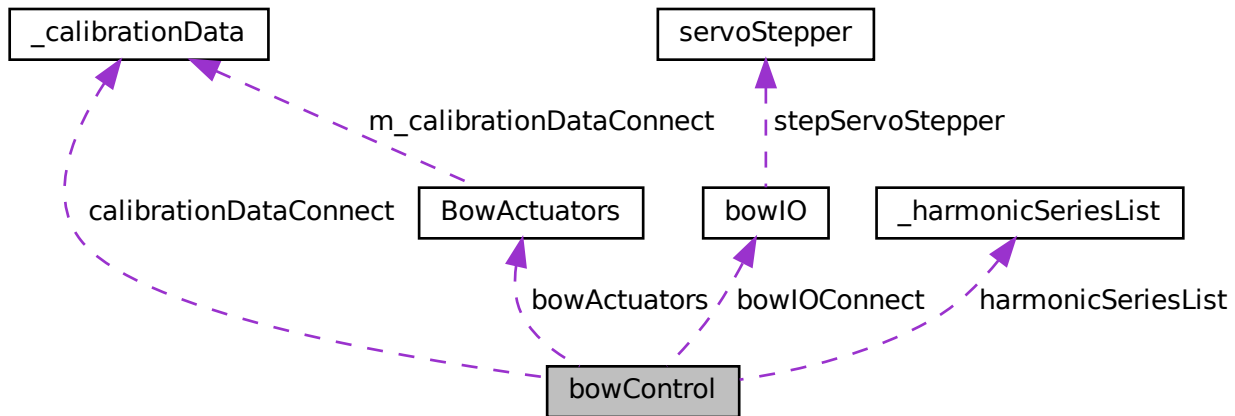 _calibrationData
servoStepper
m_calibrationDataConnect
stepServoStepper
calibrationDataConnect
BowActuators
bowIO
_harmonicSeriesList
bowActuators
bowIOConnect
harmonicSeriesList
bowControl